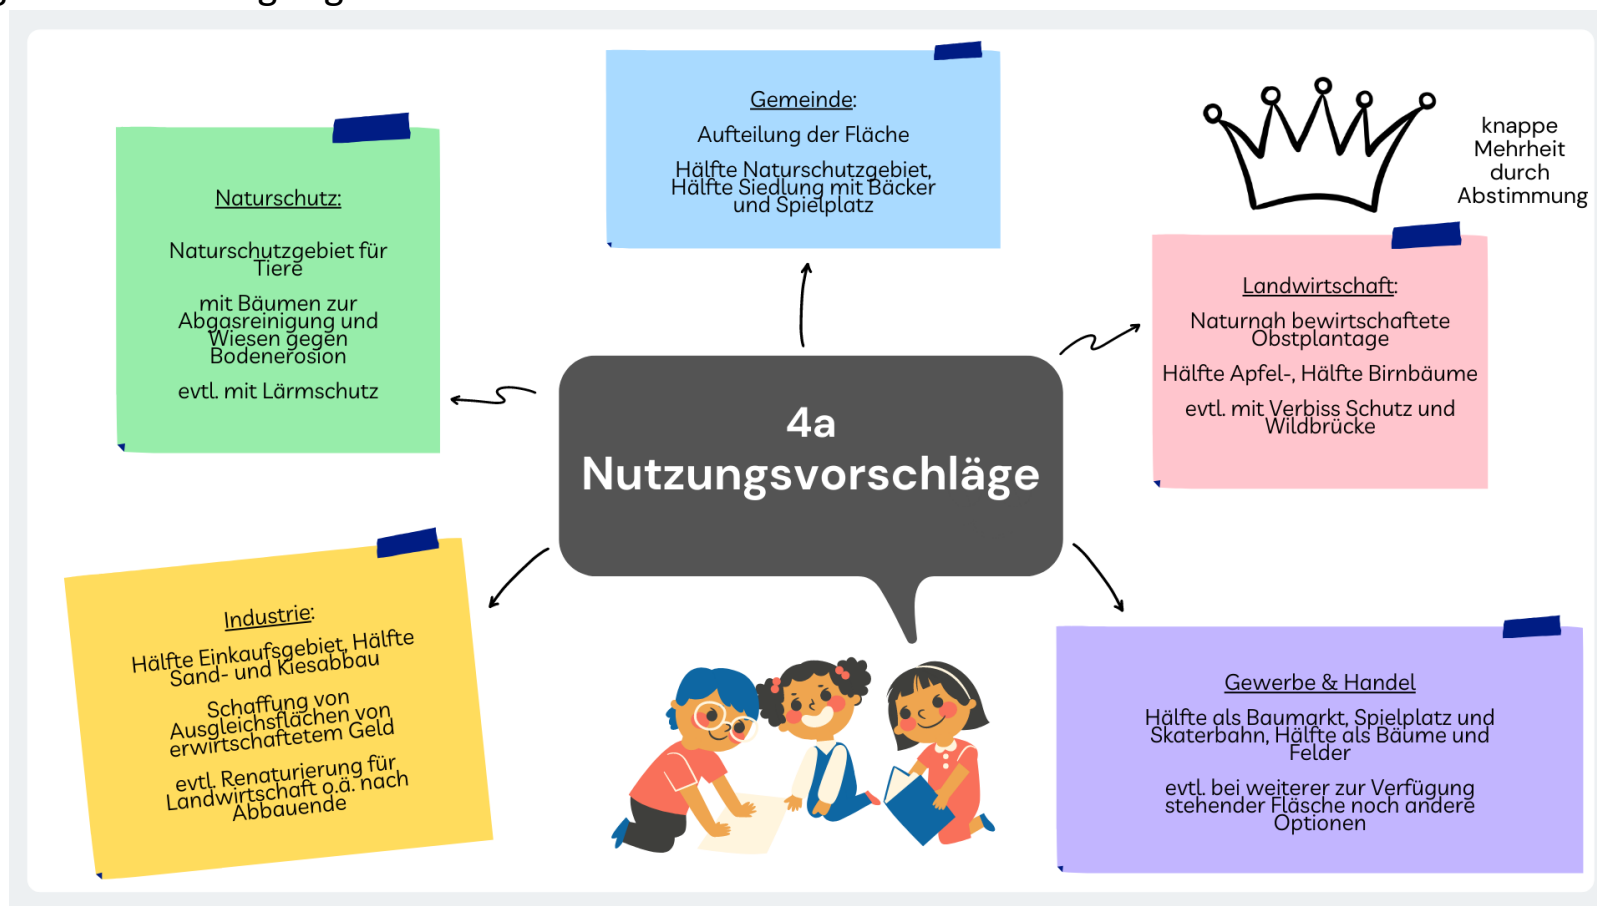 Gemeinde:
Aufteilung der Fläche
Hälfte Naturschutzgebiet,
Hälfte Siedlung mit Bäcker
und Spielplatz
knappe
Mehrheit
durch
Abstimmung
Naturschutz:
Naturschutzgebiet für
Tiere
mit Bäumen zur
Abgasreinigung und
Wiesen gegen
Bodenerosion
evtl. mit Lärmschutz
Landwirtschaft:
Naturnah bewirtschaftete
Obstplantage
Hälfte Apfel-, Hälfte Birnbäume
evtl. mit Verbiss Schutz und
Wildbrücke
4a
Nutzungsvorschläge
Industrie:
Hälfte Einkaufsgebiet, Hälfte
Sand- und Kiesabbau
Schaffung von
Ausgleichsflächen von
erwirtschaftetem Geld
evtl. Renaturierung für
Landwirtschaft o.ä. nach
Abbauende
Gewerbe & Handel
Hälfte als Baumarkt, Spielplatz und
Skaterbahn, Hälfte als Bäume und
Felder
evtl. bei weiterer zur Verfügung
stehender Fläsche noch andere
Optionen